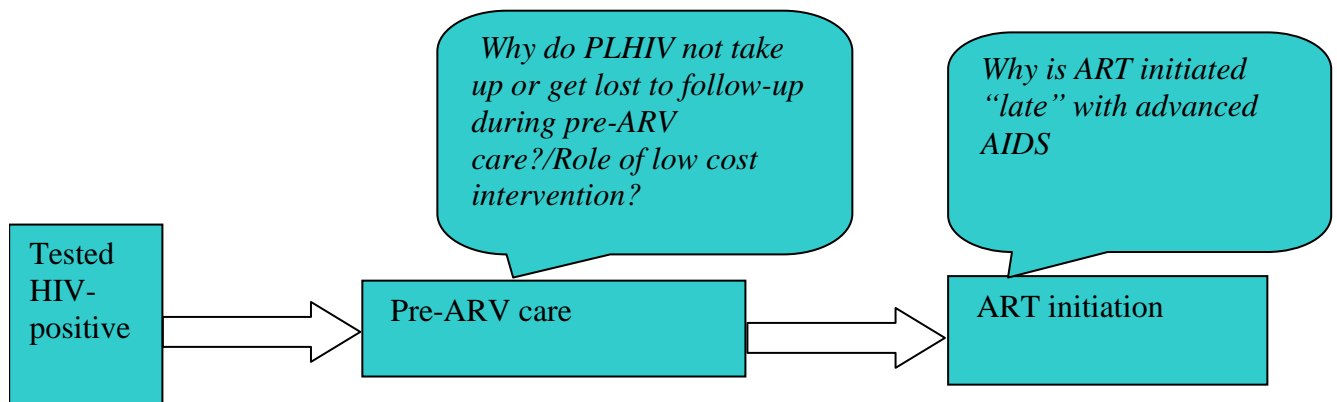 Why do PLHIV not take
up or get lost to follow-up
during pre-ARV
care?/Role of low cost
intervention?
Why is ART initiated
“late” with advanced
AIDS
Tested
HIV-
positive
Pre-ARV care
ART initiation